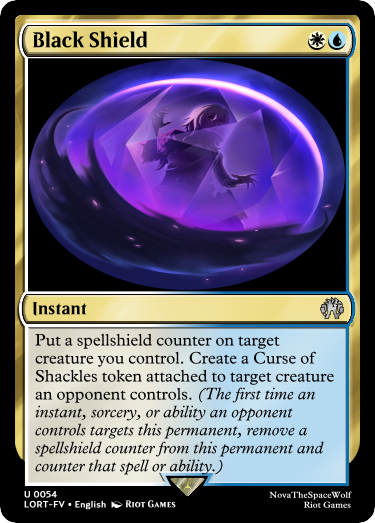 Black Shield
Instant
Put a spellshield counter on target
creature you control. Create a Curse of
Shackles token attached to target creature
an opponent controls. (The first time an
instant, sorcery, or ability an opponent
controls targets this permanent, remove a
spellshield counter from this permanent and
counter that spell or ability.)
U 0054
LORT-FV • English Riot Games
NovaTheSpaceWolf
Riot Games